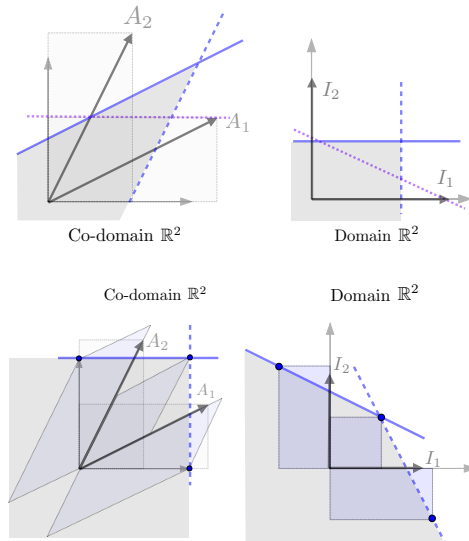 A₂
A₁
Co-domain ℝ²
I₂
I₁
Domain ℝ²
Co-domain ℝ²
A₂
A₁
Domain ℝ²
I₂
I₁